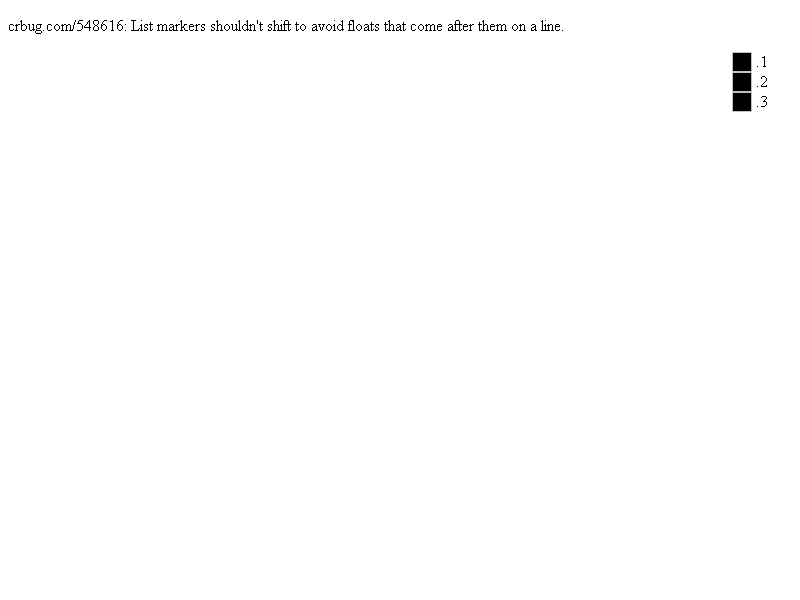 crbug.com/548616: List markers shouldn't shift to avoid floats that come after them on a line.
.1
.2
.3